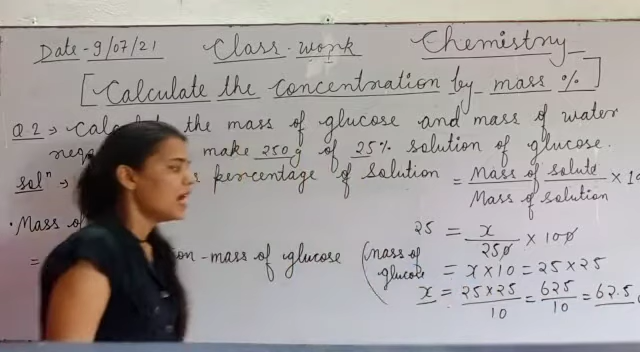 Date - 9/07/21 Class-work Chemistry
[Calculate the concentration by mass %]
Q2 ⇒ the mass of glucose and mass of water
make 250g of 25% solution of glucose.
solⁿ ⇒ percentage of solution = Mass of solute / Mass of solution × 10
• Mass of
25 = x / 250 × 100
= - mass of glucose (mass of glucose = x × 10 = 25 × 25
x = 25×25 / 10 = 625 / 10 = 62.5